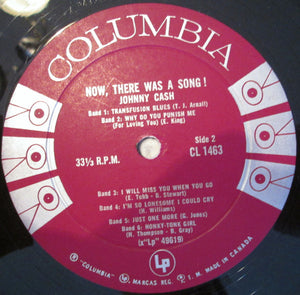 COLUMBIA
NOW, THERE WAS A SONG!
JOHNNY CASH
Band 1: TRANSFUSION BLUES (T. J. Arnall)
Band 2: WHY DO YOU PUNISH ME
(For Loving You) (E. King)
33⅓ R.P.M.
Side 2
CL 1463
Band 3: I WILL MISS YOU WHEN YOU GO
(E. Tubb - R. Stewart)
Band 4: I'M SO LONESOME I COULD CRY
(H. Williams)
Band 5: JUST ONE MORE (G. Jones)
Band 6: HONKY-TONK GIRL
(H. Thompson - B. Gray)
(x"Lp" 49619)
Lp
® "COLUMBIA" MARCAS REG. T. M. MADE IN CANADA